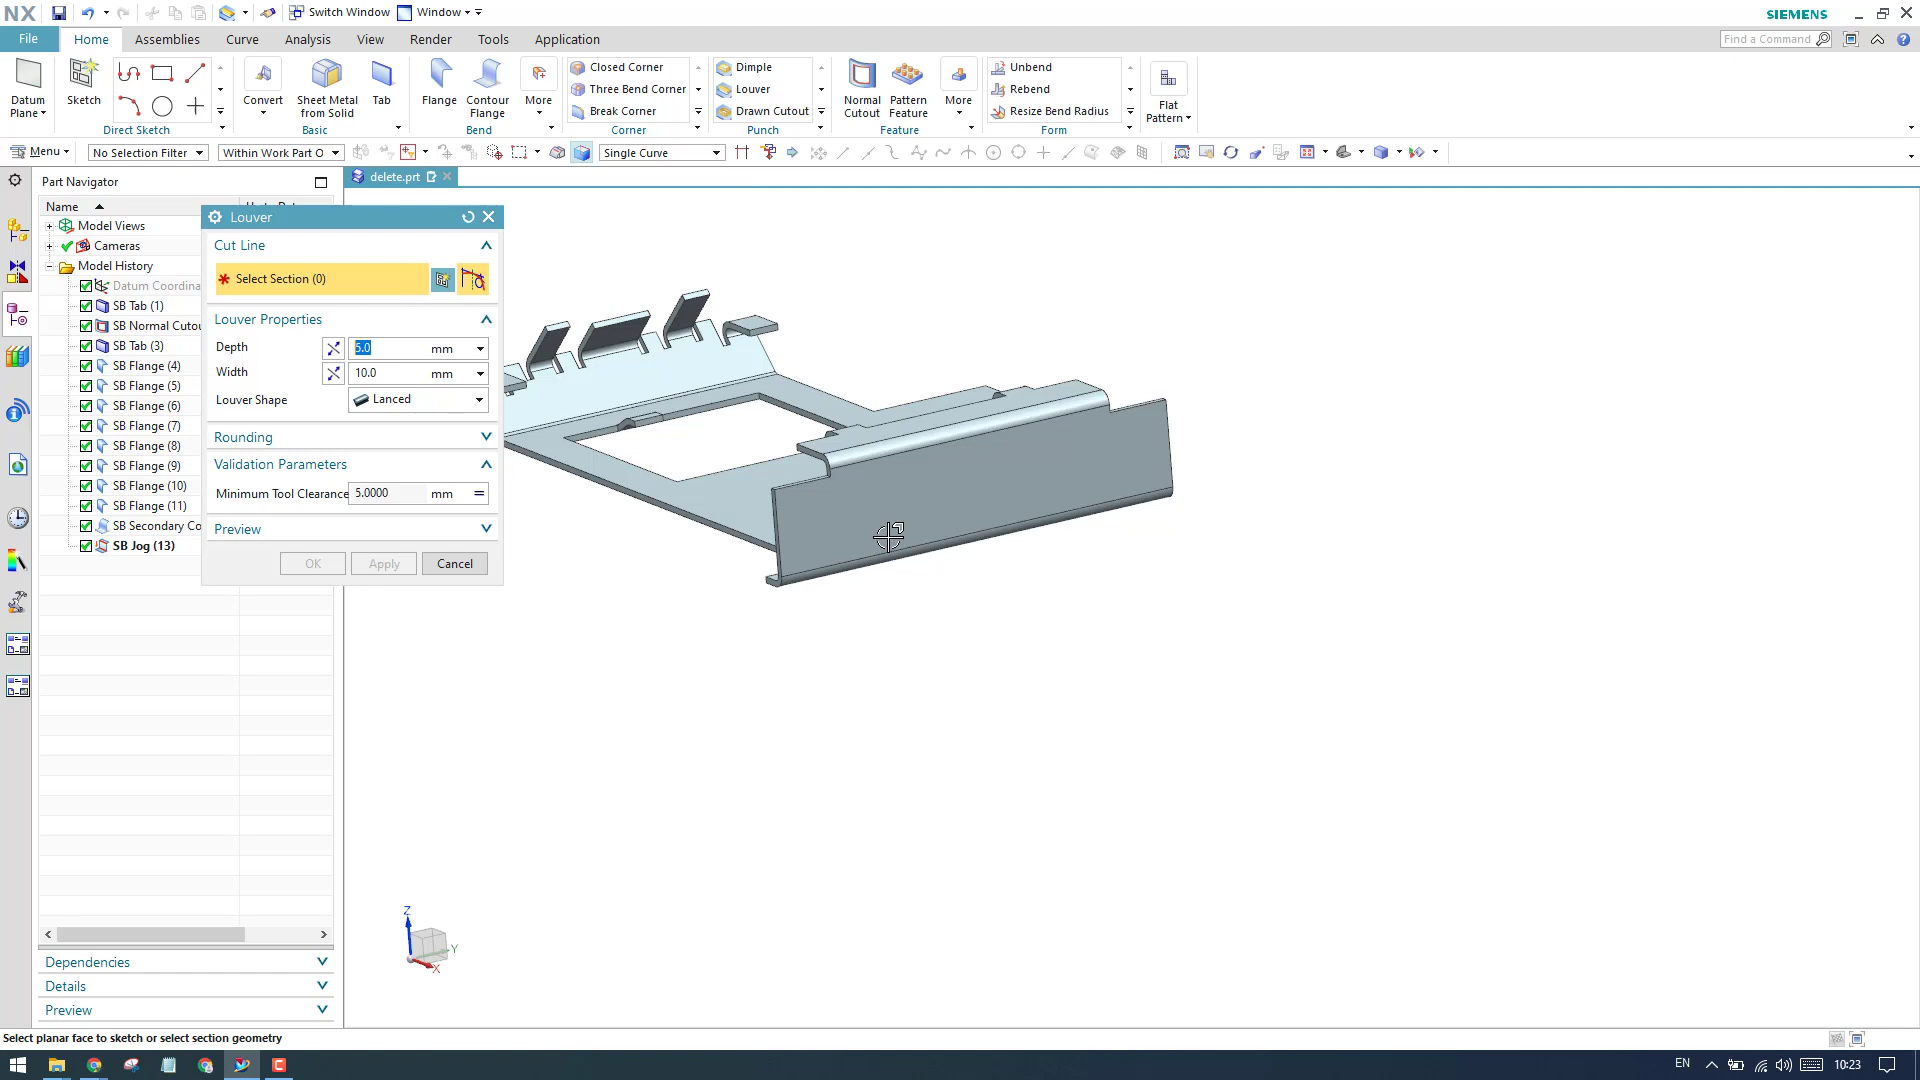 NX
Switch Window
Window
SIEMENS
File
Home
Assemblies
Curve
Analysis
View
Render
Tools
Application
Find a Command
Datum Plane
Sketch
Direct Sketch
Convert
Sheet Metal from Solid
Tab
Basic
Flange
Contour Flange
More
Bend
Closed Corner
Three Bend Corner
Break Corner
Corner
Dimple
Louver
Drawn Cutout
Punch
Normal Cutout
Pattern Feature
More
Feature
Unbend
Rebend
Resize Bend Radius
Form
Flat Pattern
Menu
No Selection Filter
Within Work Part O
Single Curve
Part Navigator
delete.prt
Name
Model Views
Cameras
Model History
Datum Coordina
SB Tab (1)
SB Normal Cutou
SB Tab (3)
SB Flange (4)
SB Flange (5)
SB Flange (6)
SB Flange (7)
SB Flange (8)
SB Flange (9)
SB Flange (10)
SB Flange (11)
SB Secondary Co
SB Jog (13)
Louver
Cut Line
* Select Section (0)
Louver Properties
Depth 5.0 mm
Width 10.0 mm
Louver Shape Lanced
Rounding
Validation Parameters
Minimum Tool Clearance 5.0000 mm =
Preview
OK Apply Cancel
Z
Y
X
Dependencies
Details
Preview
Select planar face to sketch or select section geometry
EN
10:23